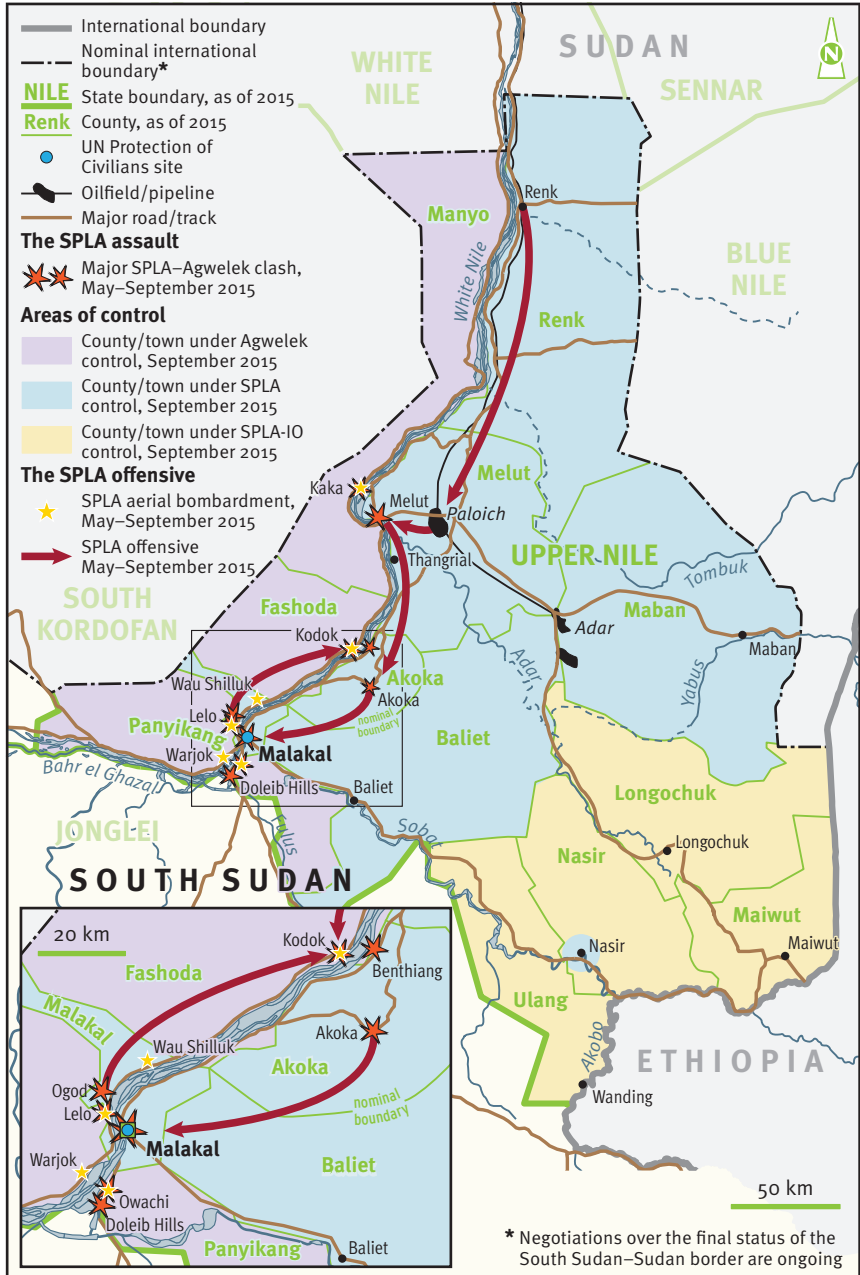 International boundary
Nominal international
boundary*
NILE State boundary, as of 2015
Renk County, as of 2015
UN Protection of
Civilians site
Oilfield/pipeline
Major road/track
The SPLA assault
Major SPLA–Agwelek clash,
May–September 2015
Areas of control
County/town under Agwelek
control, September 2015
County/town under SPLA
control, September 2015
County/town under SPLA-IO
control, September 2015
The SPLA offensive
SPLA aerial bombardment,
May–September 2015
SPLA offensive
May–September 2015
SUDAN
N
WHITE
NILE
SENNAR
Renk
Manyo
White Nile
BLUE
NILE
Renk
Melut
Kaka
Melut
Paloich
Thangrial
UPPER NILE
Tombuk
SOUTH
KORDOFAN
Fashoda
Maban
Adar
Adar
Maban
Kodok
Yabus
Wau Shilluk
Akoka
Akoka
Lelo
nominal
boundary
Panyikang
Baliet
Malakal
Warjok
Bahr el Ghazal
Doleib Hills
Baliet
Longochuk
JONGLEI
Fulus
Sobat
Longochuk
Nasir
SOUTH SUDAN
Maiwut
Nasir
Maiwut
Ulang
Akobo
ETHIOPIA
Wanding
20 km
Kodok
Fashoda
Benthiang
Malakal
Akoka
Wau Shilluk
Akoka
Ogod
nominal
boundary
Lelo
Malakal
Warjok
Baliet
Owachi
Doleib Hills
Panyikang
Baliet
50 km
* Negotiations over the final status of the
South Sudan–Sudan border are ongoing